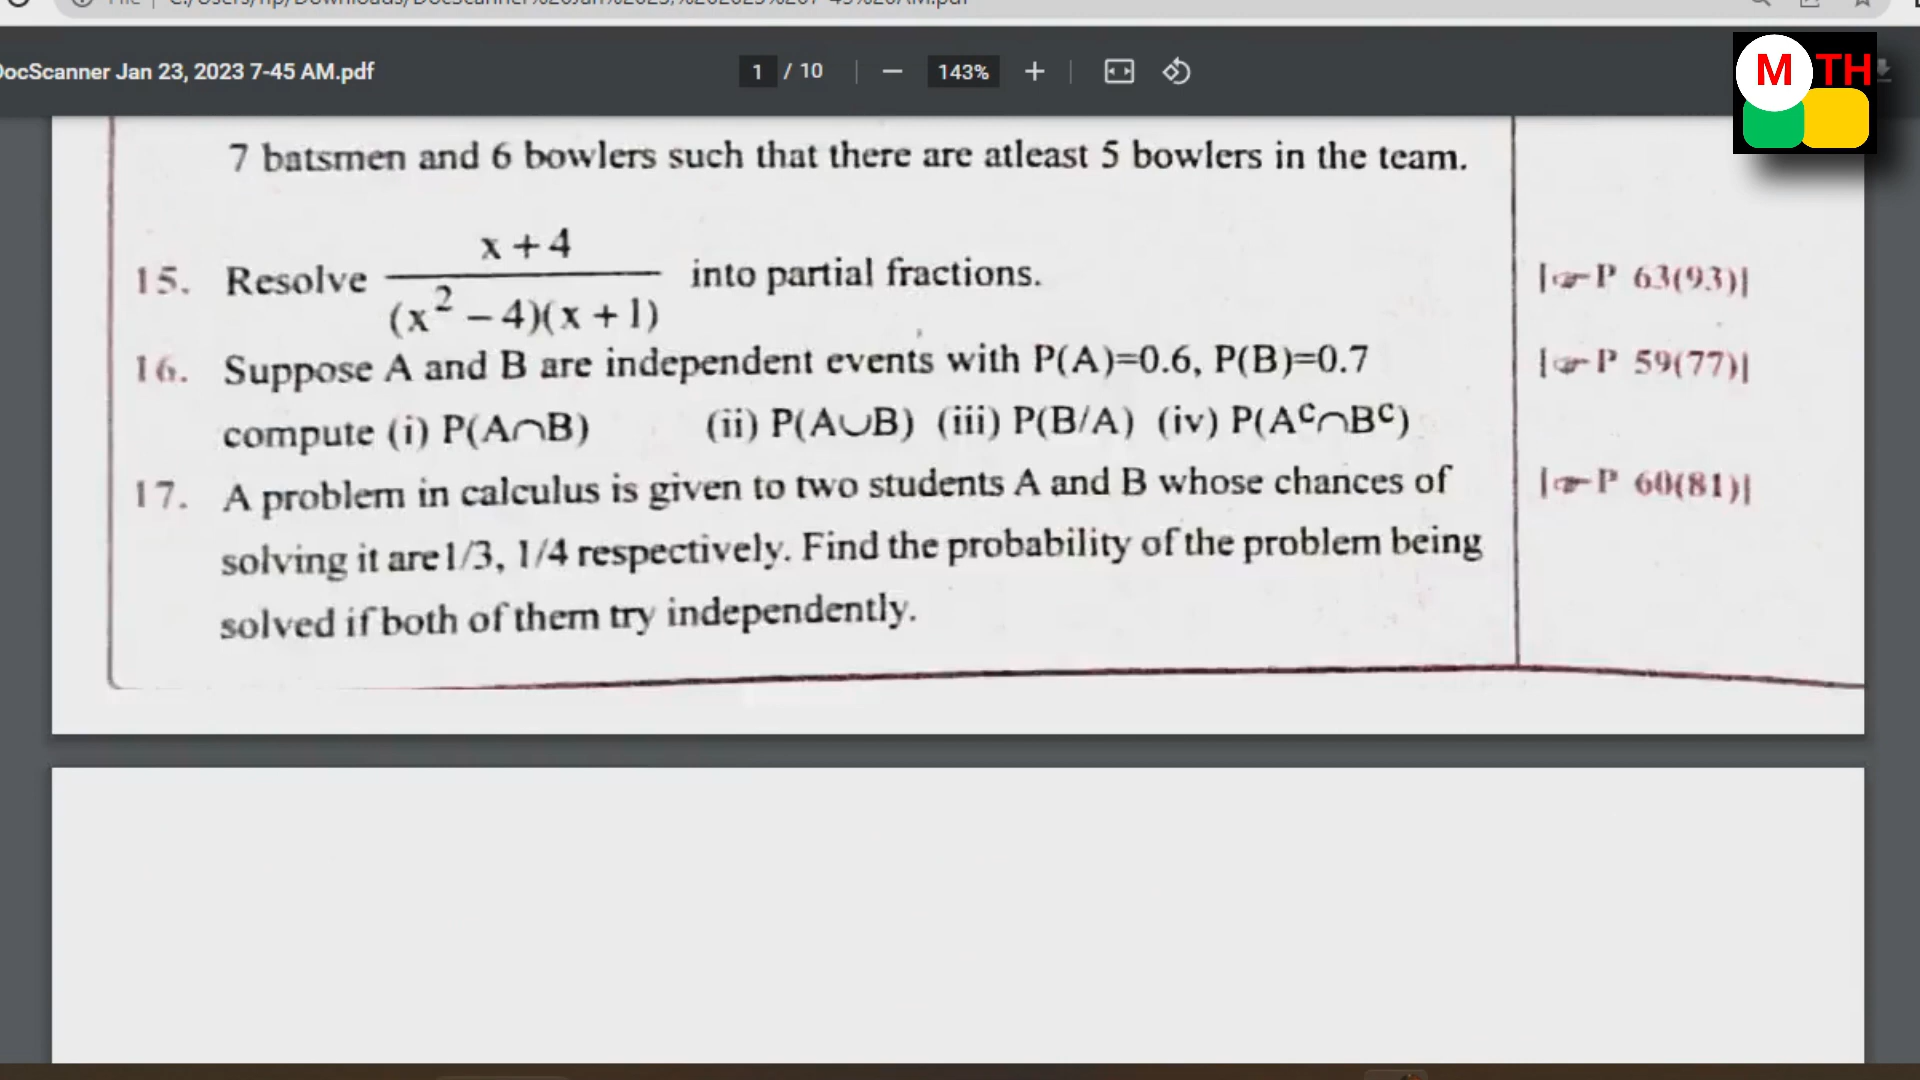 DocScanner Jan 23, 2023 7-45 AM.pdf
1 / 10
143%
M TH
7 batsmen and 6 bowlers such that there are atleast 5 bowlers in the team.
15. Resolve (x + 4) / ((x² – 4)(x + 1)) into partial fractions. |☞P 63(93)|
16. Suppose A and B are independent events with P(A)=0.6, P(B)=0.7 |☞P 59(77)|
compute (i) P(A∩B) (ii) P(A∪B) (iii) P(B/A) (iv) P(Aᶜ∩Bᶜ)
17. A problem in calculus is given to two students A and B whose chances of |☞P 60(81)|
solving it are 1/3, 1/4 respectively. Find the probability of the problem being
solved if both of them try independently.